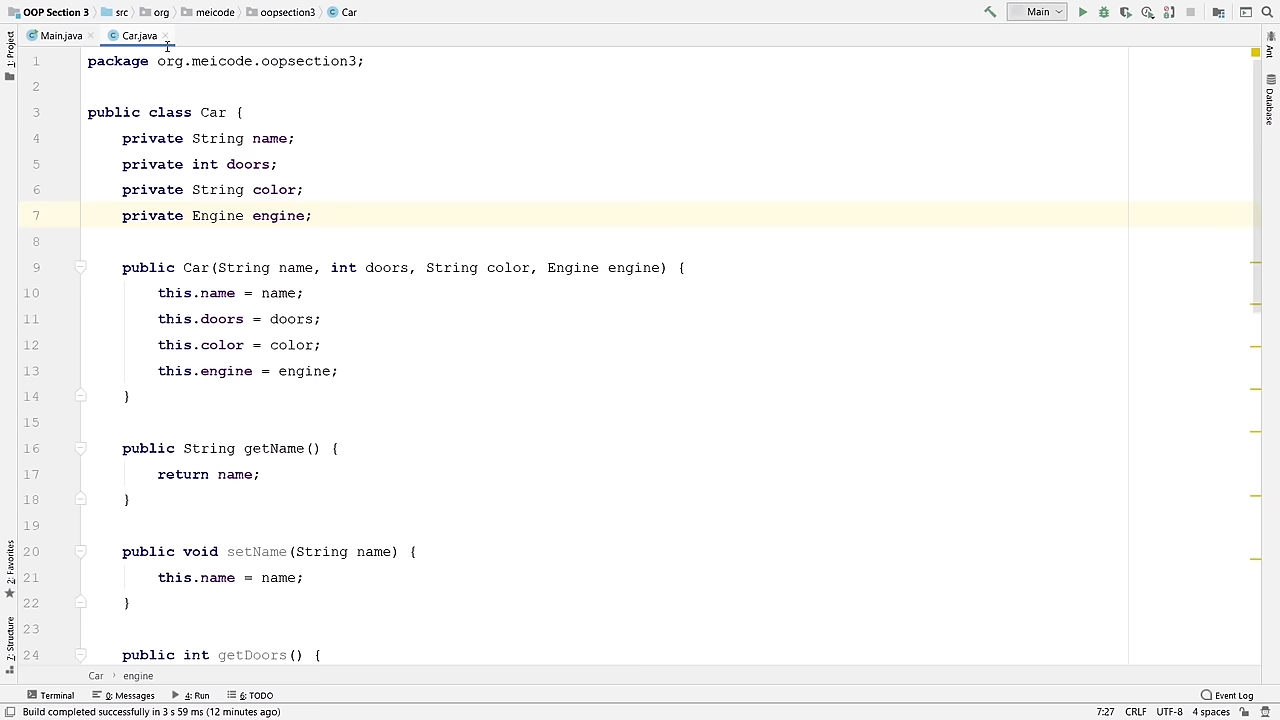 OOP Section 3 › src › org › meicode › oopsection3 › Car
Main
Main.java
Car.java
1: Project
Ant
Database
1 package org.meicode.oopsection3;
2
3 public class Car {
4 private String name;
5 private int doors;
6 private String color;
7 private Engine engine;
8
9 public Car(String name, int doors, String color, Engine engine) {
10 this.name = name;
11 this.doors = doors;
12 this.color = color;
13 this.engine = engine;
14 }
15
16 public String getName() {
17 return name;
18 }
19
20 public void setName(String name) {
21 this.name = name;
22 }
23
24 public int getDoors() {
2: Favorites
7: Structure
Car › engine
Terminal 0: Messages 4: Run 6: TODO Event Log
Build completed successfully in 3 s 59 ms (12 minutes ago) 7:27 CRLF UTF-8 4 spaces